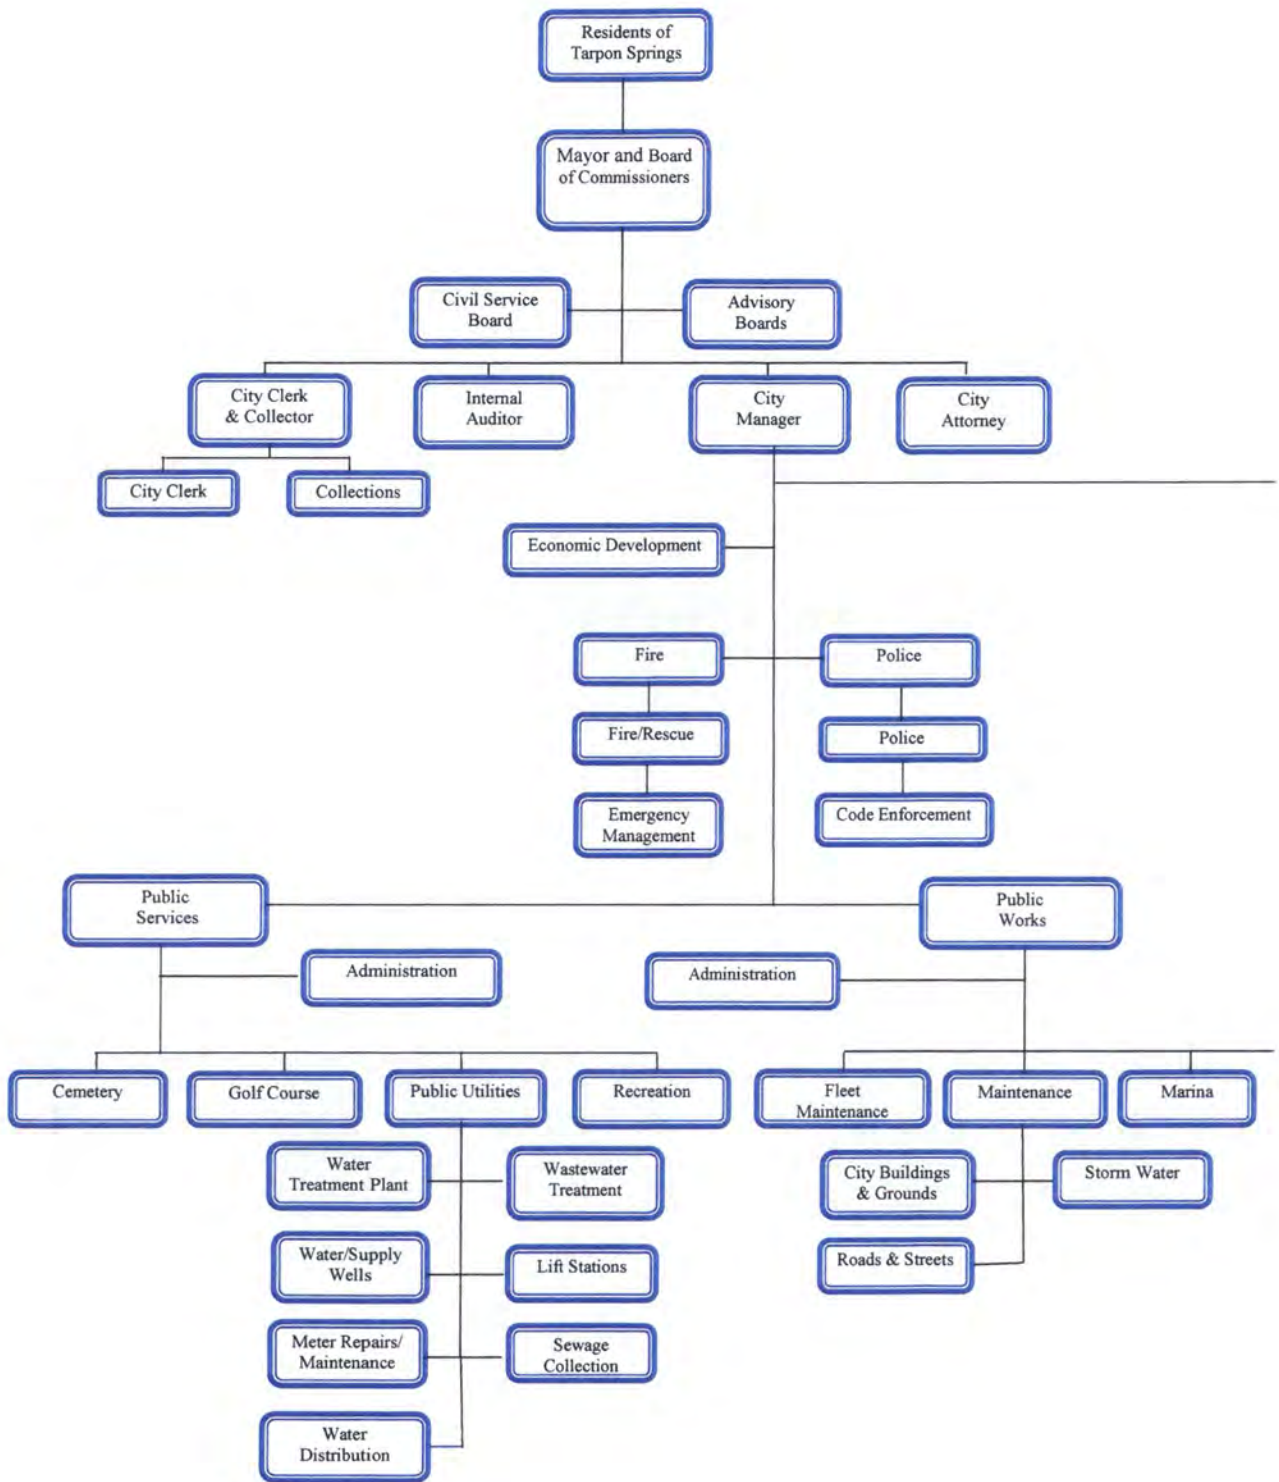 Residents of
Tarpon Springs
Mayor and Board
of Commissioners
Civil Service
Board
Advisory
Boards
City Clerk
& Collector
Internal
Auditor
City
Manager
City
Attorney
City Clerk
Collections
Economic Development
Fire
Police
Fire/Rescue
Police
Emergency
Management
Code Enforcement
Public
Services
Public
Works
Administration
Administration
Cemetery
Golf Course
Public Utilities
Recreation
Fleet
Maintenance
Maintenance
Marina
Water
Treatment Plant
Wastewater
Treatment
City Buildings
& Grounds
Storm Water
Water/Supply
Wells
Lift Stations
Roads & Streets
Meter Repairs/
Maintenance
Sewage
Collection
Water
Distribution